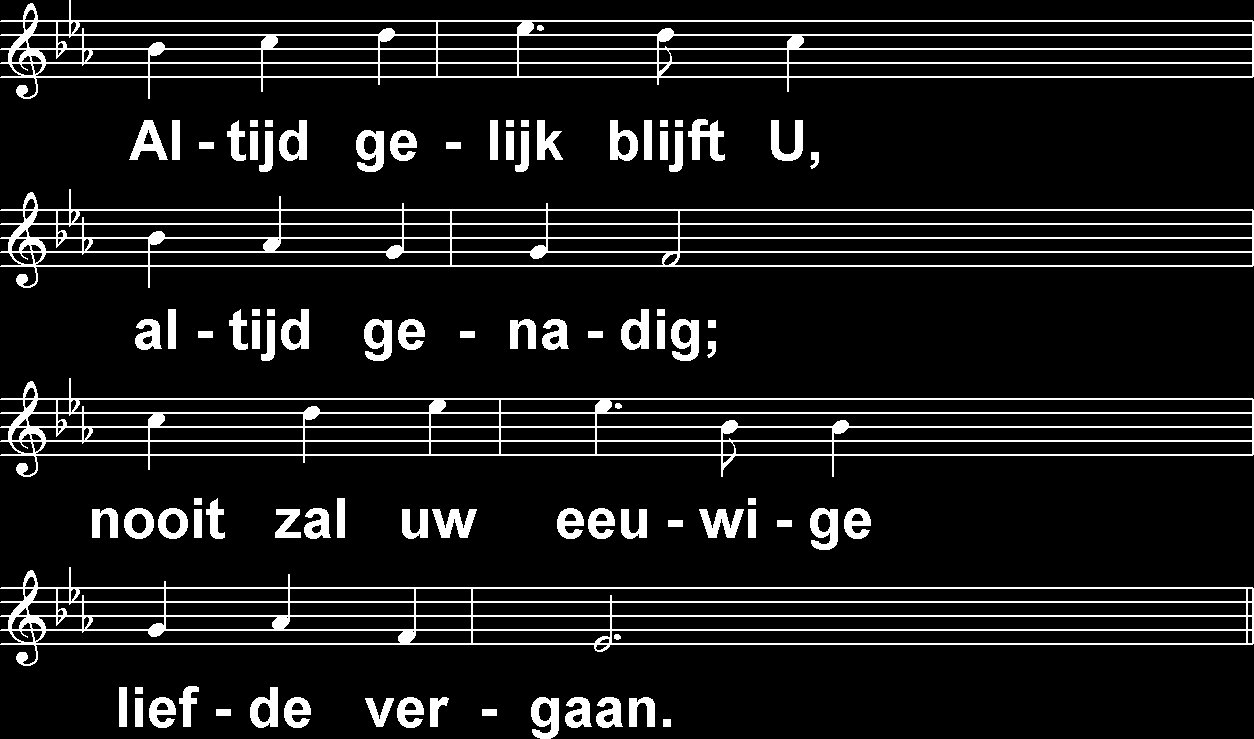 Al - tijd ge - lijk blijft U,
al - tijd ge - na - dig;
nooit zal uw eeu - wi - ge
lief - de ver - gaan.